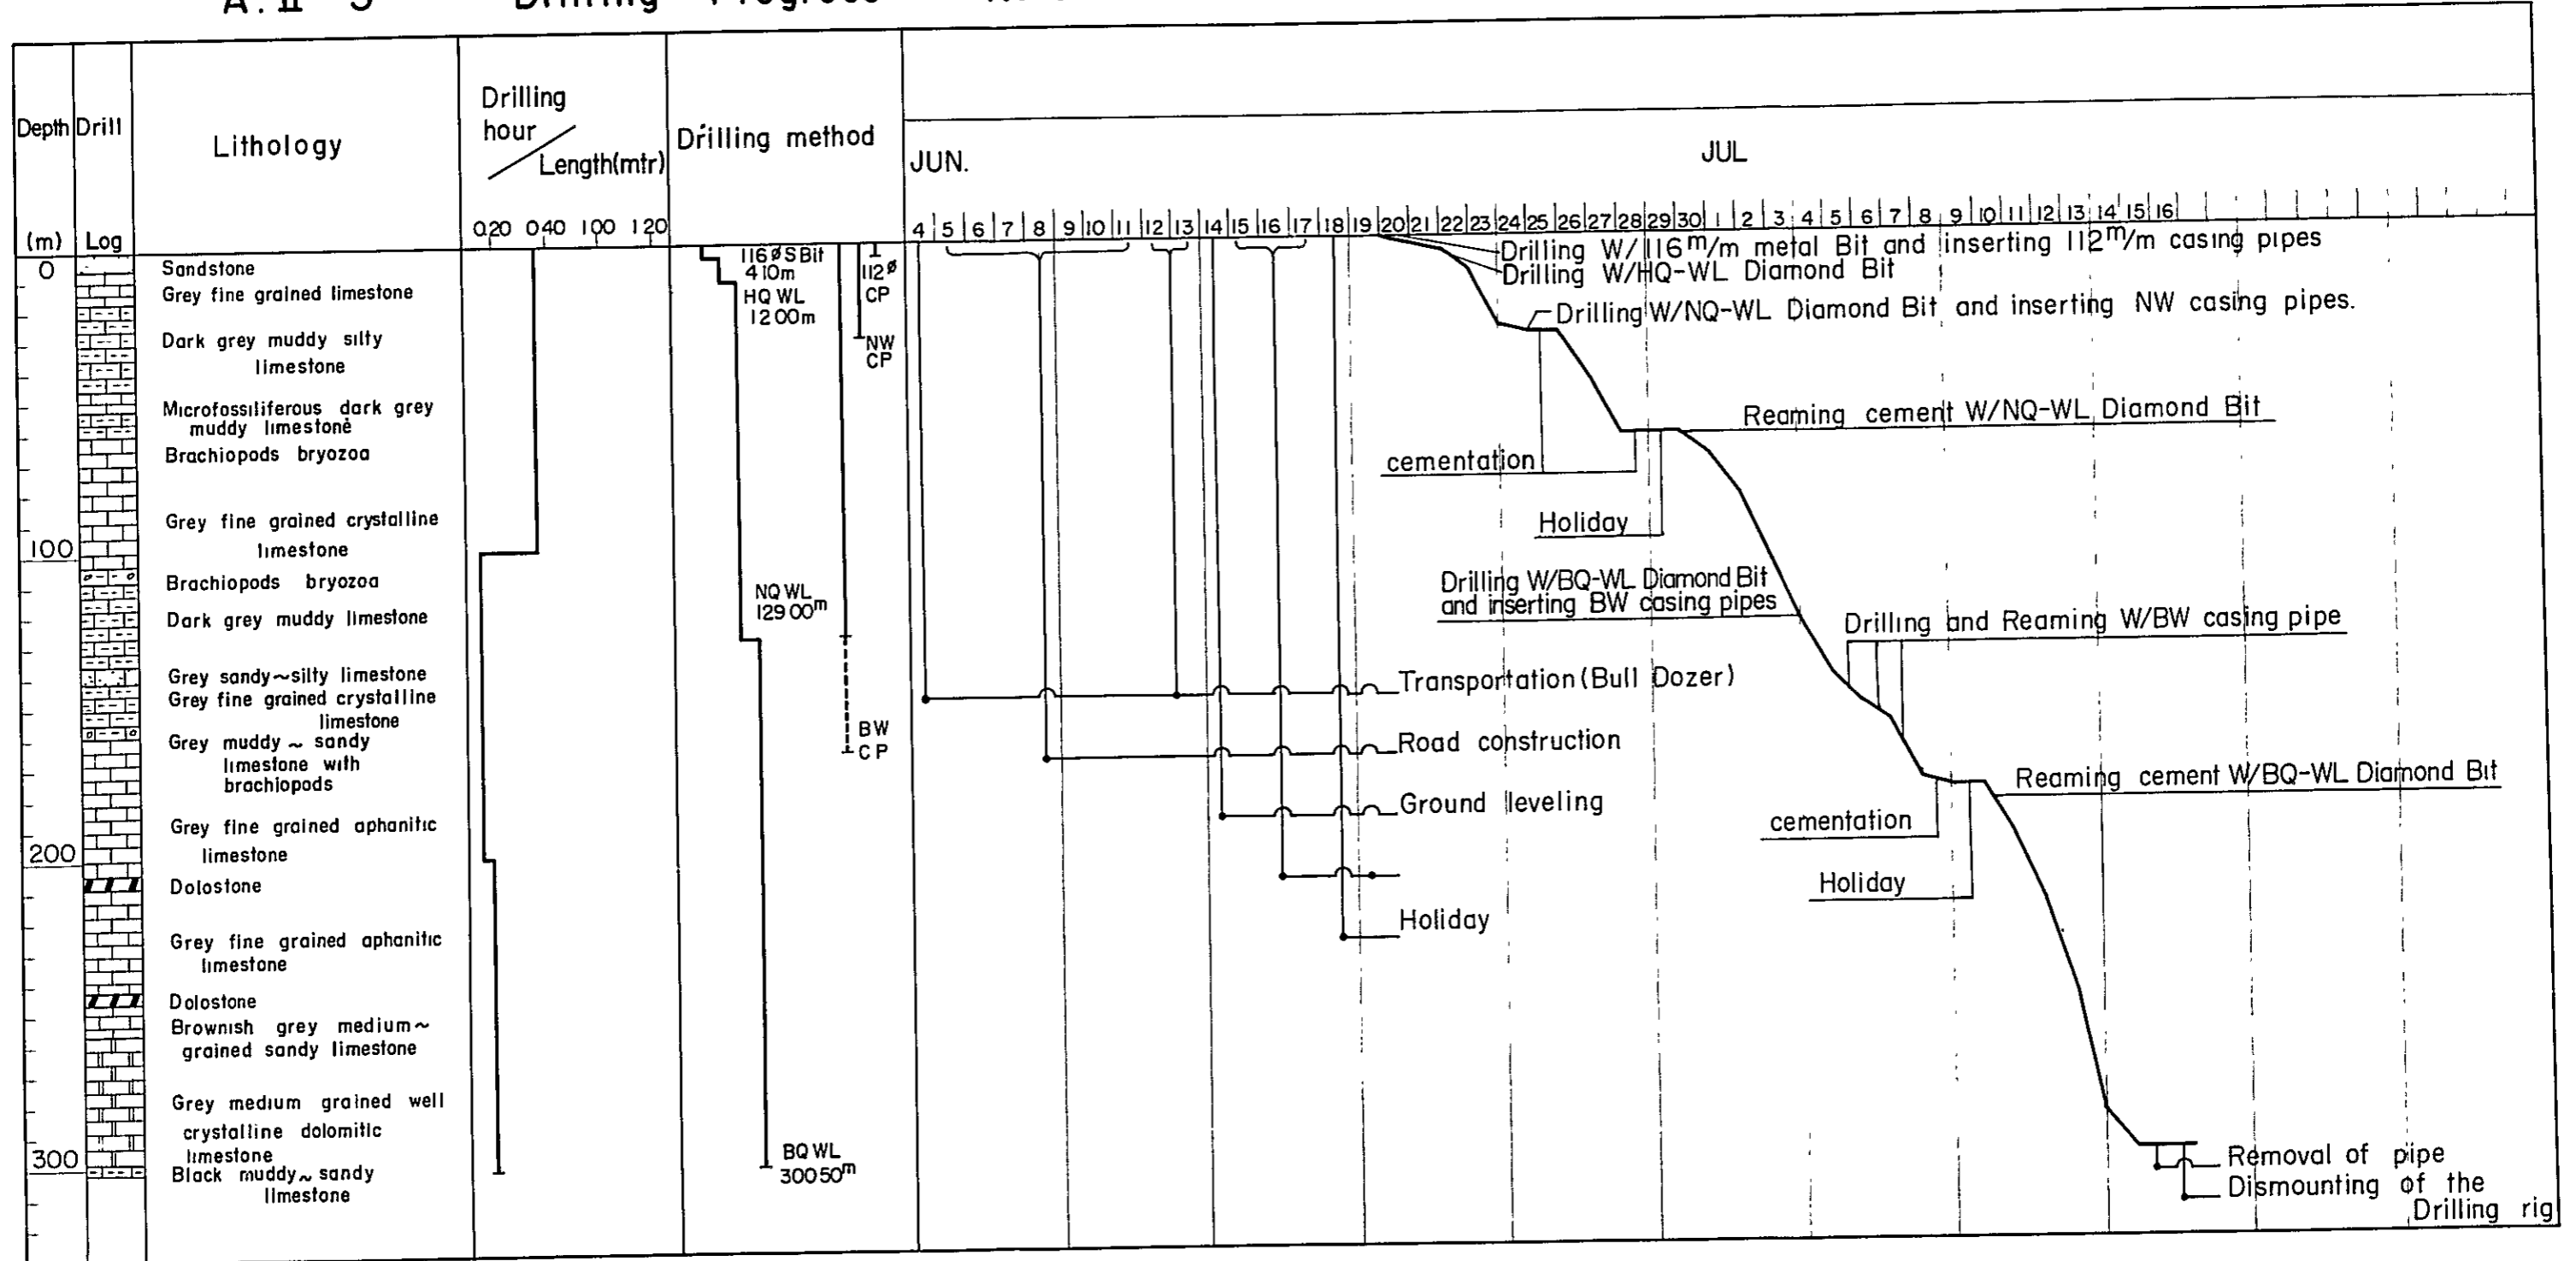 A.II 5 Drilling Progress
Depth
(m)
Drill
Log
Lithology
Drilling
hour
Length(mtr)
020 040 100 120
Drilling method
JUN.
JUL
4 5 6 7 8 9 10 11 12 13 14 15 16 17 18 19 20 21 22 23 24 25 26 27 28 29 30 1 2 3 4 5 6 7 8 9 10 11 12 13 14 15 16
0
100
200
300
Sandstone
Grey fine grained limestone
Dark grey muddy silty
limestone
Microfossiliferous dark grey
muddy limestone
Brachiopods bryozoa
Grey fine grained crystalline
limestone
Brachiopods bryozoa
Dark grey muddy limestone
Grey sandy~silty limestone
Grey fine grained crystalline
limestone
Grey muddy ~ sandy
limestone with
brachiopods
Grey fine grained aphanitic
limestone
Dolostone
Grey fine grained aphanitic
limestone
Dolostone
Brownish grey medium~
grained sandy limestone
Grey medium grained well
crystalline dolomitic
limestone
Black muddy~ sandy
limestone
116 ø S Bit
4 10m
HQ WL
12 00m
112ø
CP
NW
CP
NQ WL
129 00m
BW
CP
BQ WL
300 50m
Drilling W/116m/m metal Bit and inserting 112m/m casing pipes
Drilling W/HQ-WL Diamond Bit
Drilling W/NQ-WL Diamond Bit and inserting NW casing pipes.
Reaming cement W/NQ-WL Diamond Bit
cementation
Holiday
Drilling W/BQ-WL Diamond Bit
and inserting BW casing pipes
Drilling and Reaming W/BW casing pipe
Transportation (Bull Dozer)
Road construction
Ground leveling
Holiday
Reaming cement W/BQ-WL Diamond Bit
cementation
Holiday
Removal of pipe
Dismounting of the
Drilling rig